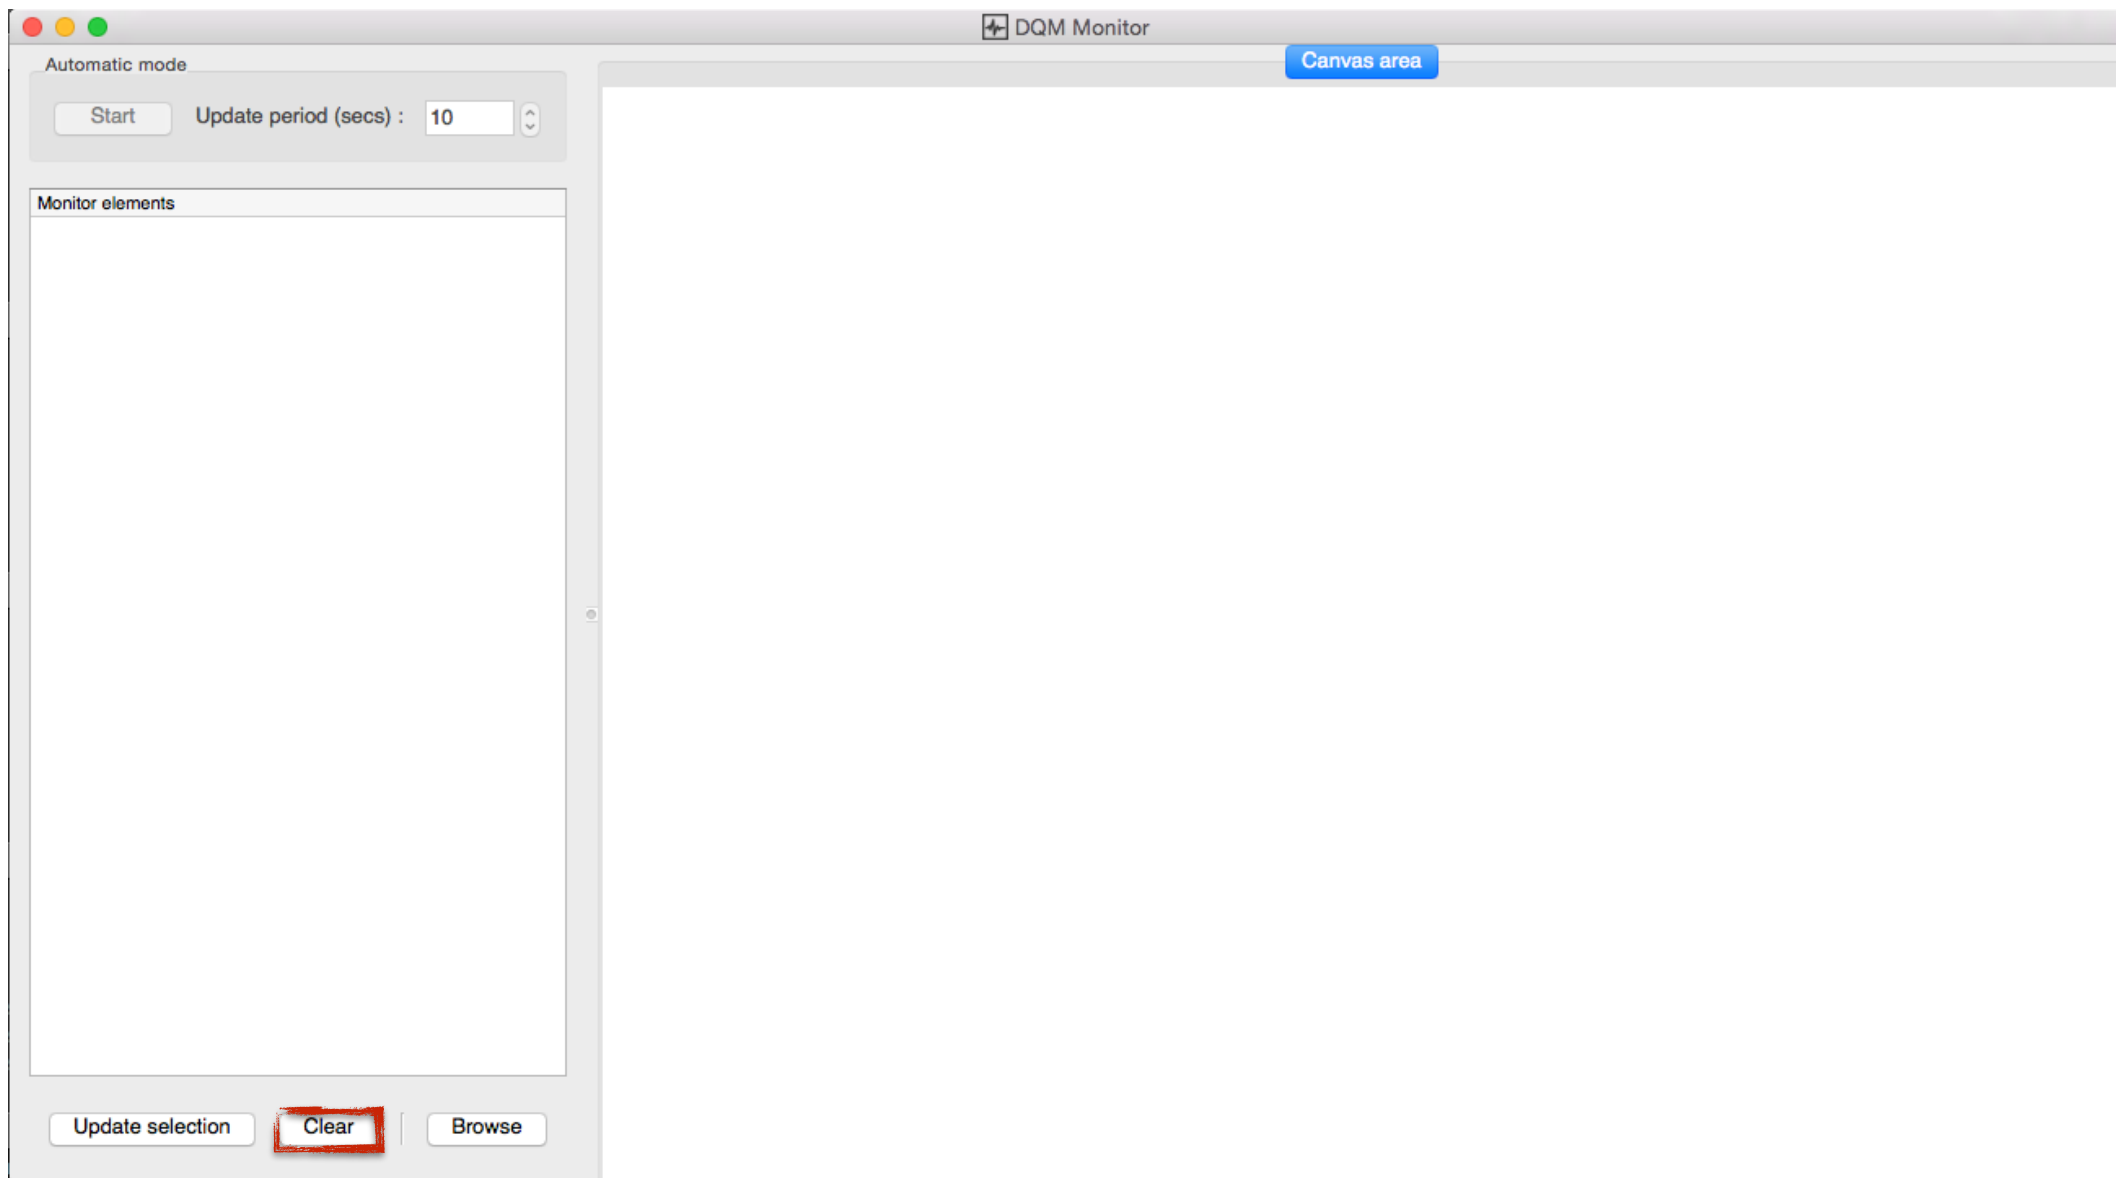 DQM Monitor
Automatic mode
Canvas area
Start
Update period (secs) :
10
Monitor elements
Update selection
Clear
Browse